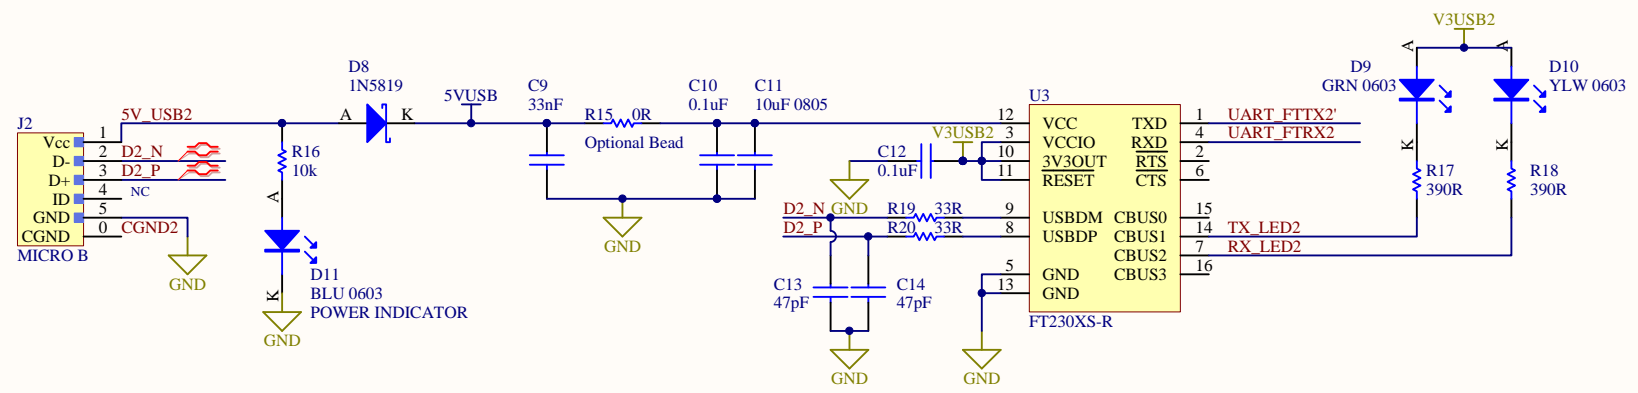 J2
Vcc 1
D- 2
D+ 3
ID 4
GND 5
CGND 0
MICRO B
5V_USB2
D2_N
D2_P
NC
CGND2
GND
R16
10k
A
K
D11
BLU 0603
POWER INDICATOR
GND
D8
1N5819
A K
5VUSB
C9
33nF
R15 0R
Optional Bead
C10
0.1uF
C11
10uF 0805
GND
C12
0.1uF
V3USB2
GND
D2_N
D2_P
R19 33R
R20 33R
C13
47pF
C14
47pF
GND
GND
U3
12 VCC TXD 1
3 VCCIO RXD 4
10 3V3OUT RTS 2
11 RESET CTS 6
9 USBDM CBUS0 15
8 USBDP CBUS1 14
CBUS2 7
5 GND CBUS3 16
13 GND
FT230XS-R
UART_FTTX2'
UART_FTRX2
TX_LED2
RX_LED2
V3USB2
A
A
D9
GRN 0603
D10
YLW 0603
K
K
R17
390R
R18
390R